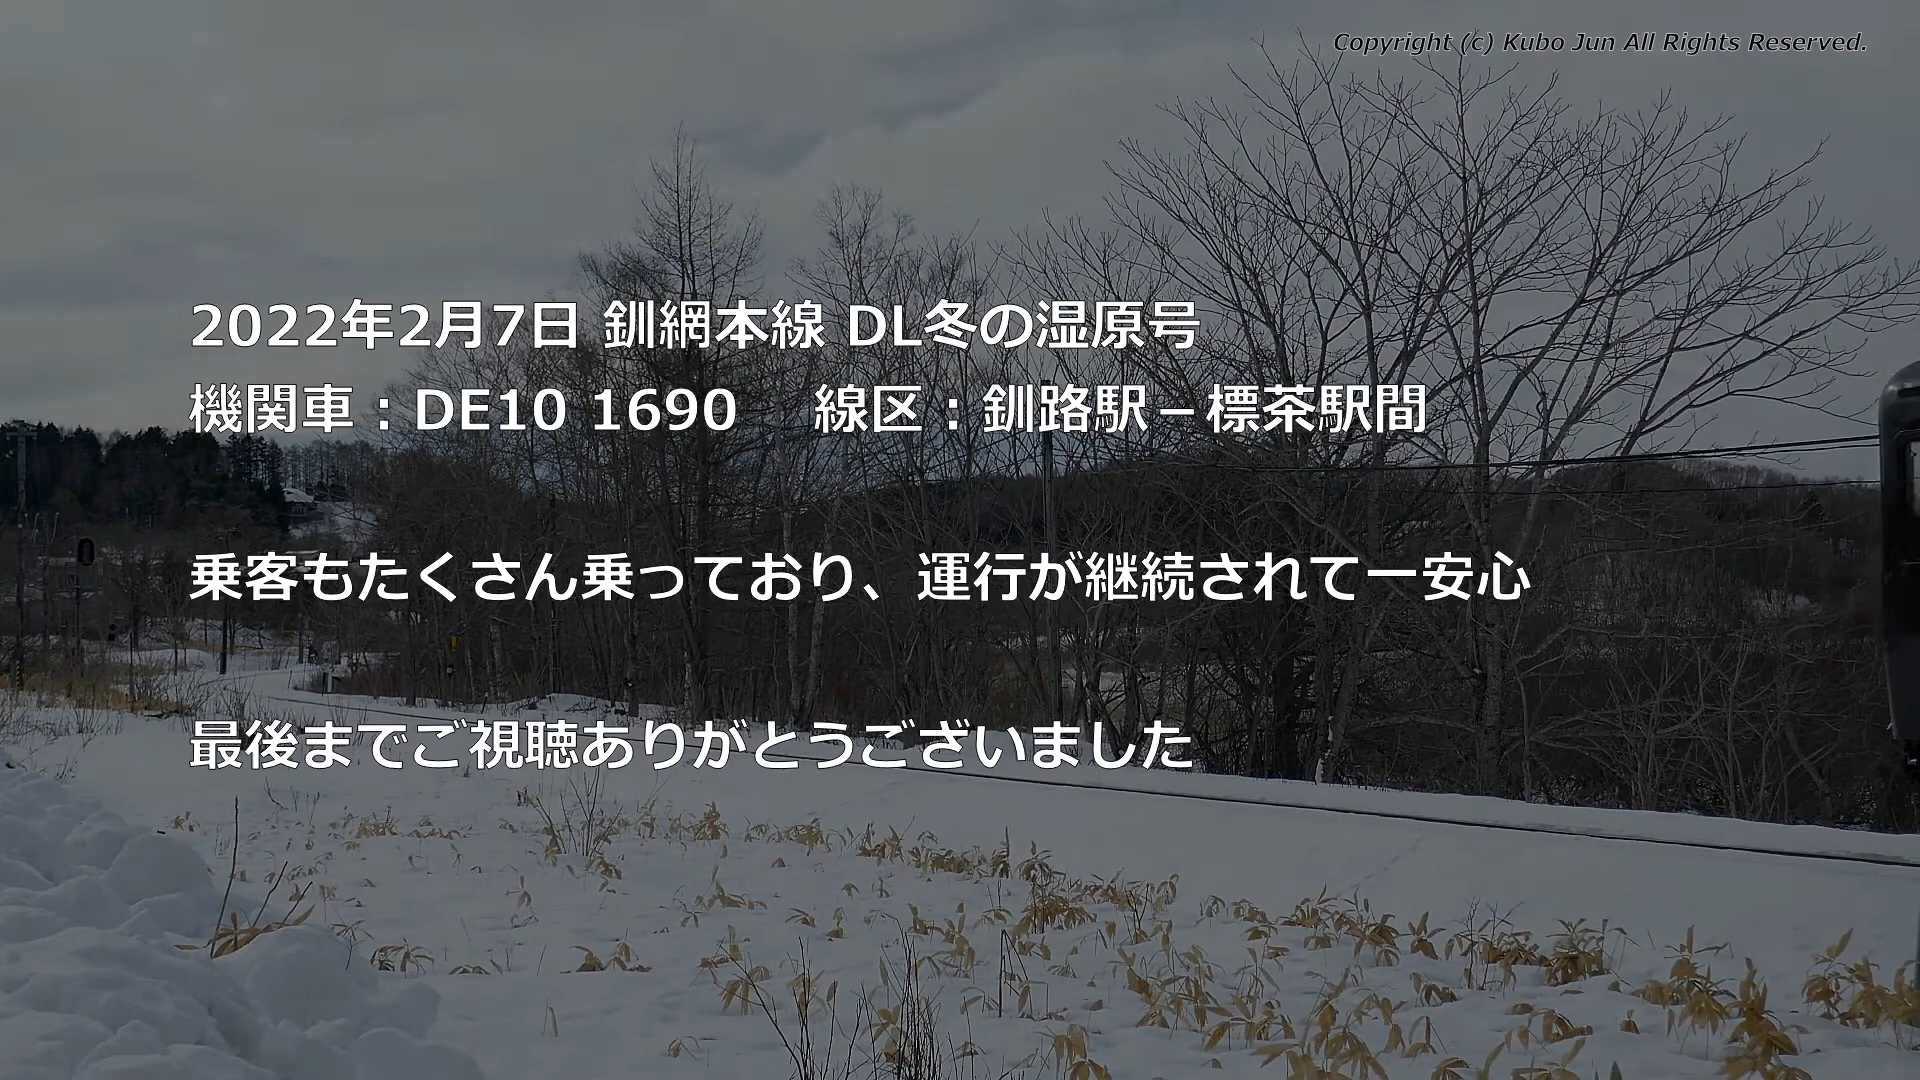 Copyright (c) Kubo Jun All Rights Reserved.
2022年2月7日 釧網本線 DL冬の湿原号
機関車：DE10 1690　線区：釧路駅－標茶駅間
乗客もたくさん乗っており、運行が継続されて一安心
最後までご視聴ありがとうございました